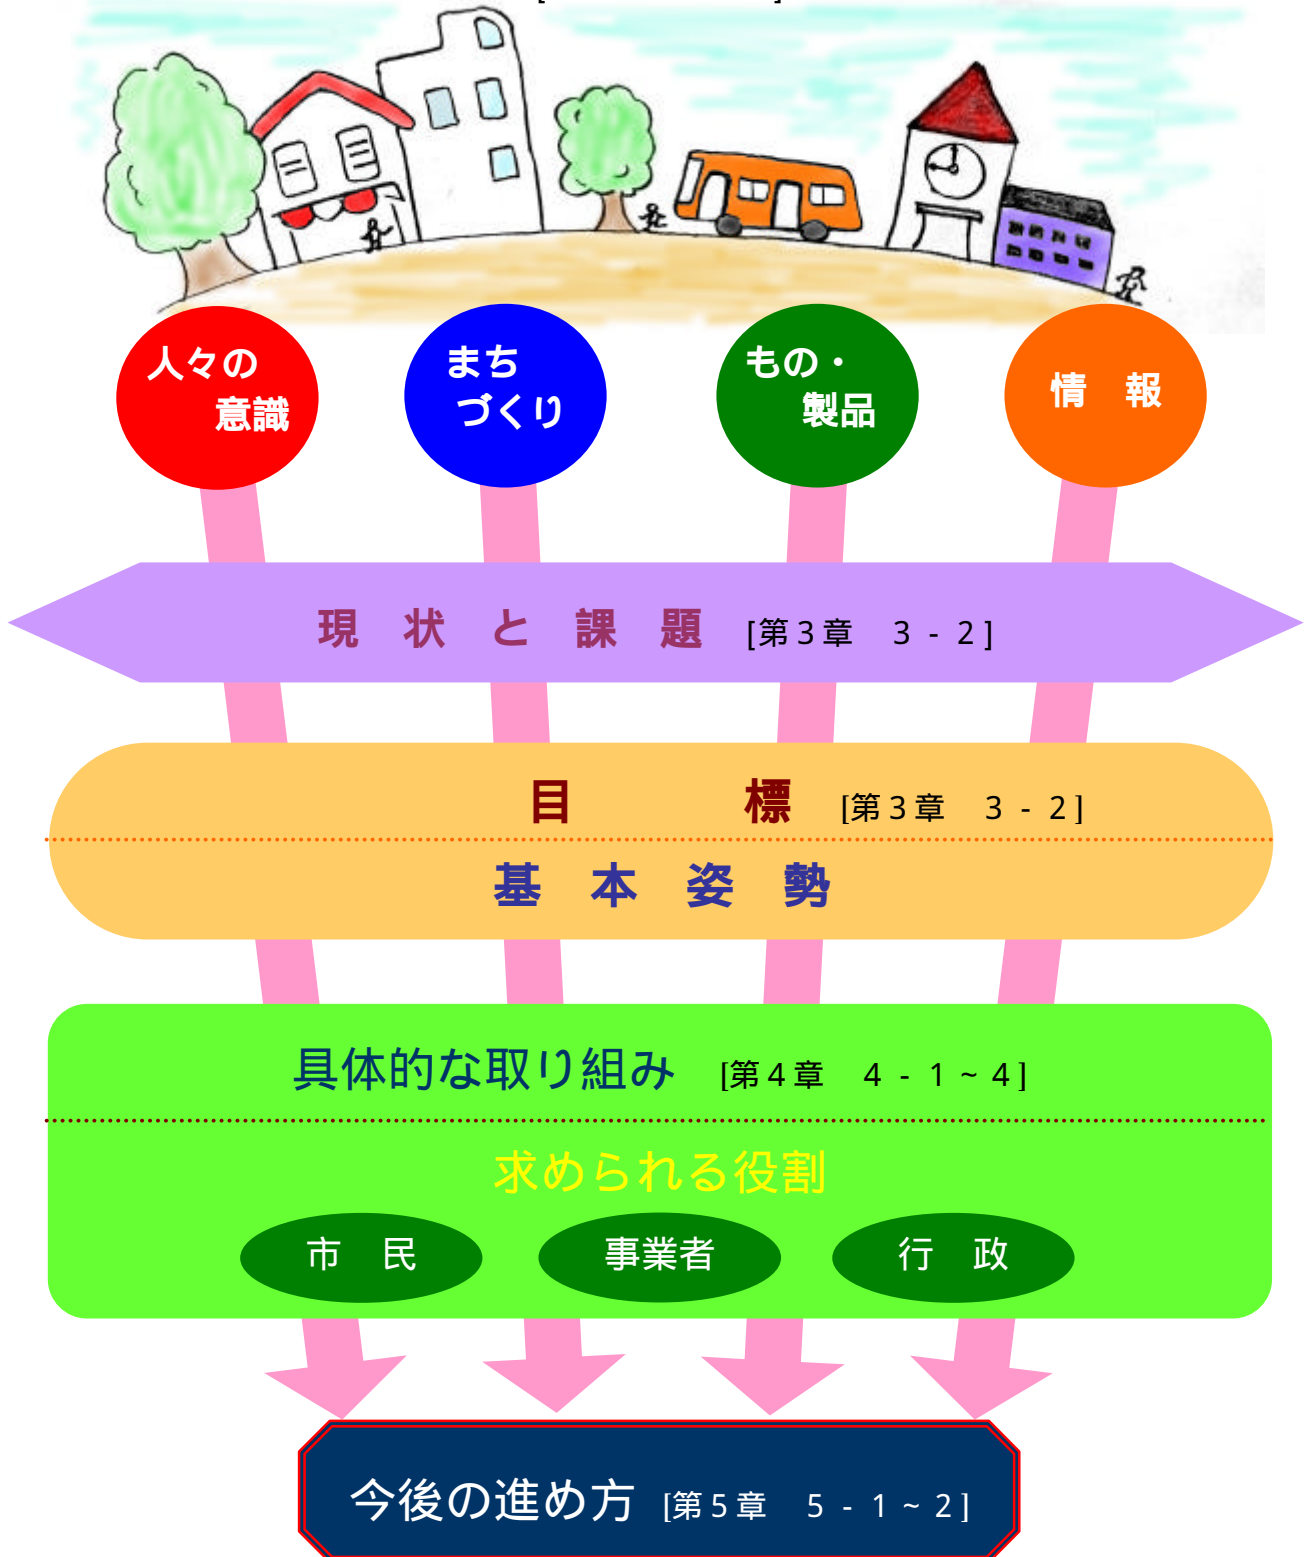 人々の
意識
まち
づくり
もの・
製品
情　報
現　状　と　課　題　[第３章　３－２]
目　　　標　[第３章　３－２]
基　本　姿　勢
具体的な取り組み　[第４章　４－１～４]
求められる役割
市　民
事業者
行　政
今後の進め方　[第５章　５－１～２]